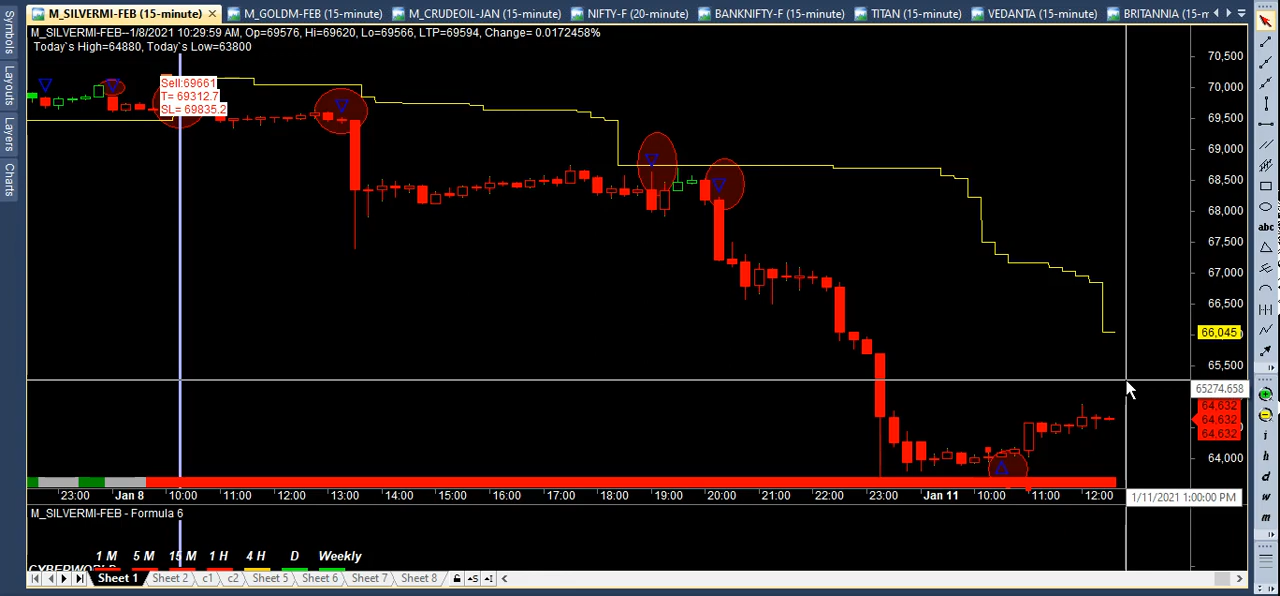 M_SILVERMI-FEB (15-minute) × M_GOLDM-FEB (15-minute) M_CRUDEOIL-JAN (15-minute) NIFTY-F (20-minute) BANKNIFTY-F (15-minute) TITAN (15-minute) VEDANTA (15-minute) BRITANNIA (15-m
M_SILVERMI-FEB--1/8/2021 10:29:59 AM, Op=69576, Hi=69620, Lo=69566, LTP=69594, Change= 0.0172458%
Today`s High=64880, Today`s Low=63800
Symbols
Layouts
Layers
Charts
Sell:69661
T= 69312.7
SL= 69835.2
70,500
70,000
69,500
69,000
68,500
68,000
67,500
67,000
66,500
66,045
65,500
65274.658
64,632
64,632
64,632
64,000
23:00 Jan 8 10:00 11:00 12:00 13:00 14:00 15:00 16:00 17:00 18:00 19:00 20:00 21:00 22:00 23:00 Jan 11 10:00 11:00 12:00
1/11/2021 1:00:00 PM
M_SILVERMI-FEB - Formula 6
1 M 5 M 15 M 1 H 4 H D Weekly
Sheet 1 Sheet 2 c1 c2 Sheet 5 Sheet 6 Sheet 7 Sheet 8
abc
i
h
d
w
m